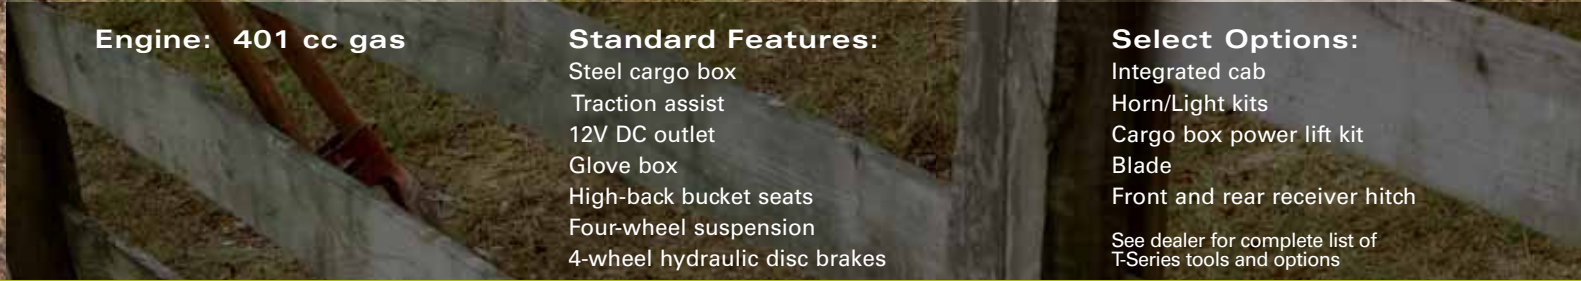 Engine: 401 cc gas
Standard Features:
Steel cargo box
Traction assist
12V DC outlet
Glove box
High-back bucket seats
Four-wheel suspension
4-wheel hydraulic disc brakes
Select Options:
Integrated cab
Horn/Light kits
Cargo box power lift kit
Blade
Front and rear receiver hitch
See dealer for complete list of
T-Series tools and options